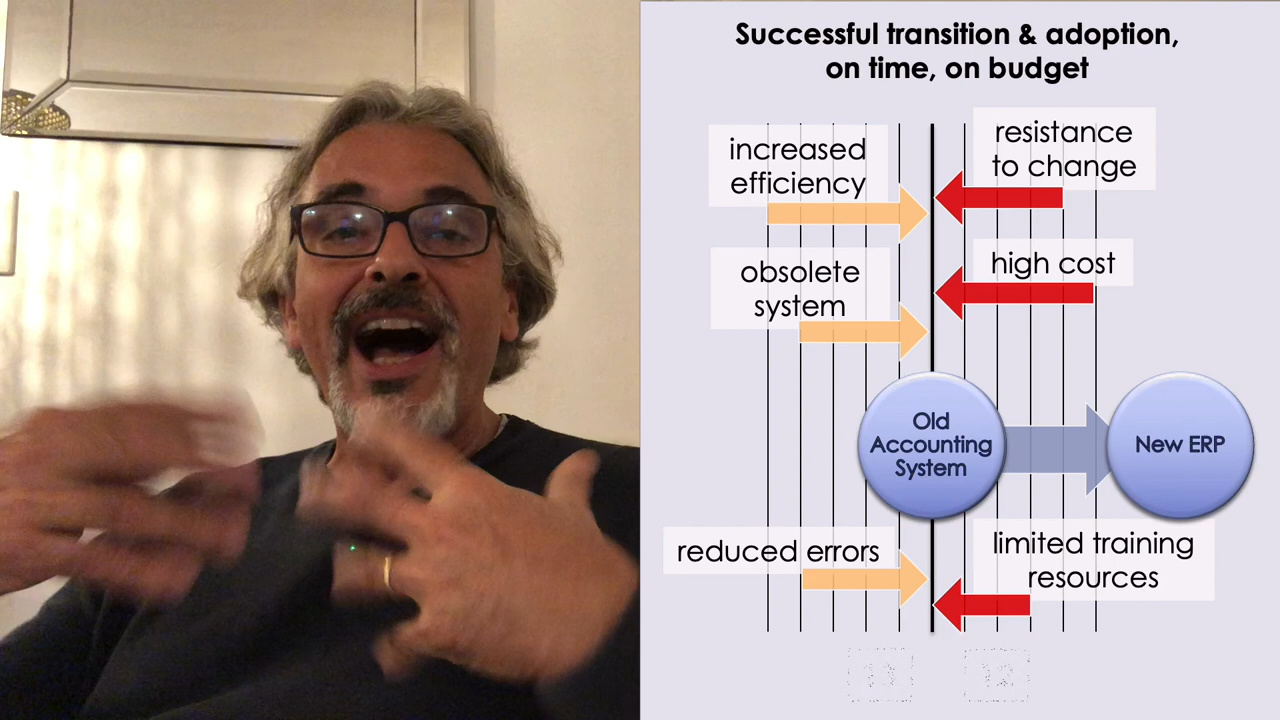 Successful transition & adoption,
on time, on budget
increased
efficiency
resistance
to change
obsolete
system
high cost
Old
Accounting
System
New ERP
reduced errors
limited training
resources